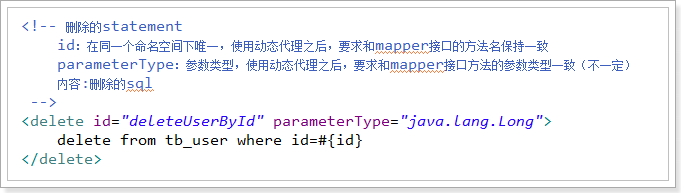 <!-- 删除的statement
id：在同一个命名空间下唯一，使用动态代理之后，要求和mapper接口的方法名保持一致
parameterType：参数类型，使用动态代理之后，要求和mapper接口方法的参数类型一致（不一定）
内容:删除的sql
-->
<delete id="deleteUserById" parameterType="java.lang.Long">
delete from tb_user where id=#{id}
</delete>